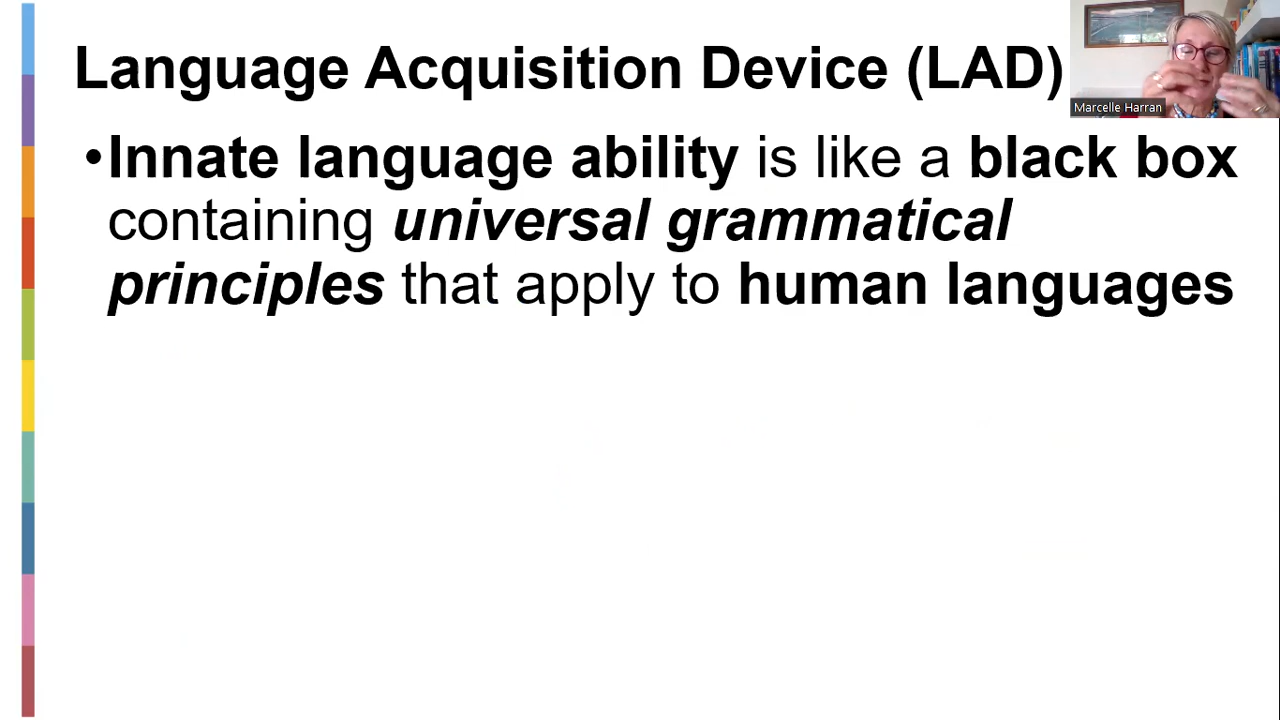 Language Acquisition Device (LAD)
•Innate language ability is like a black box
containing universal grammatical
principles that apply to human languages
Marcelle Harran